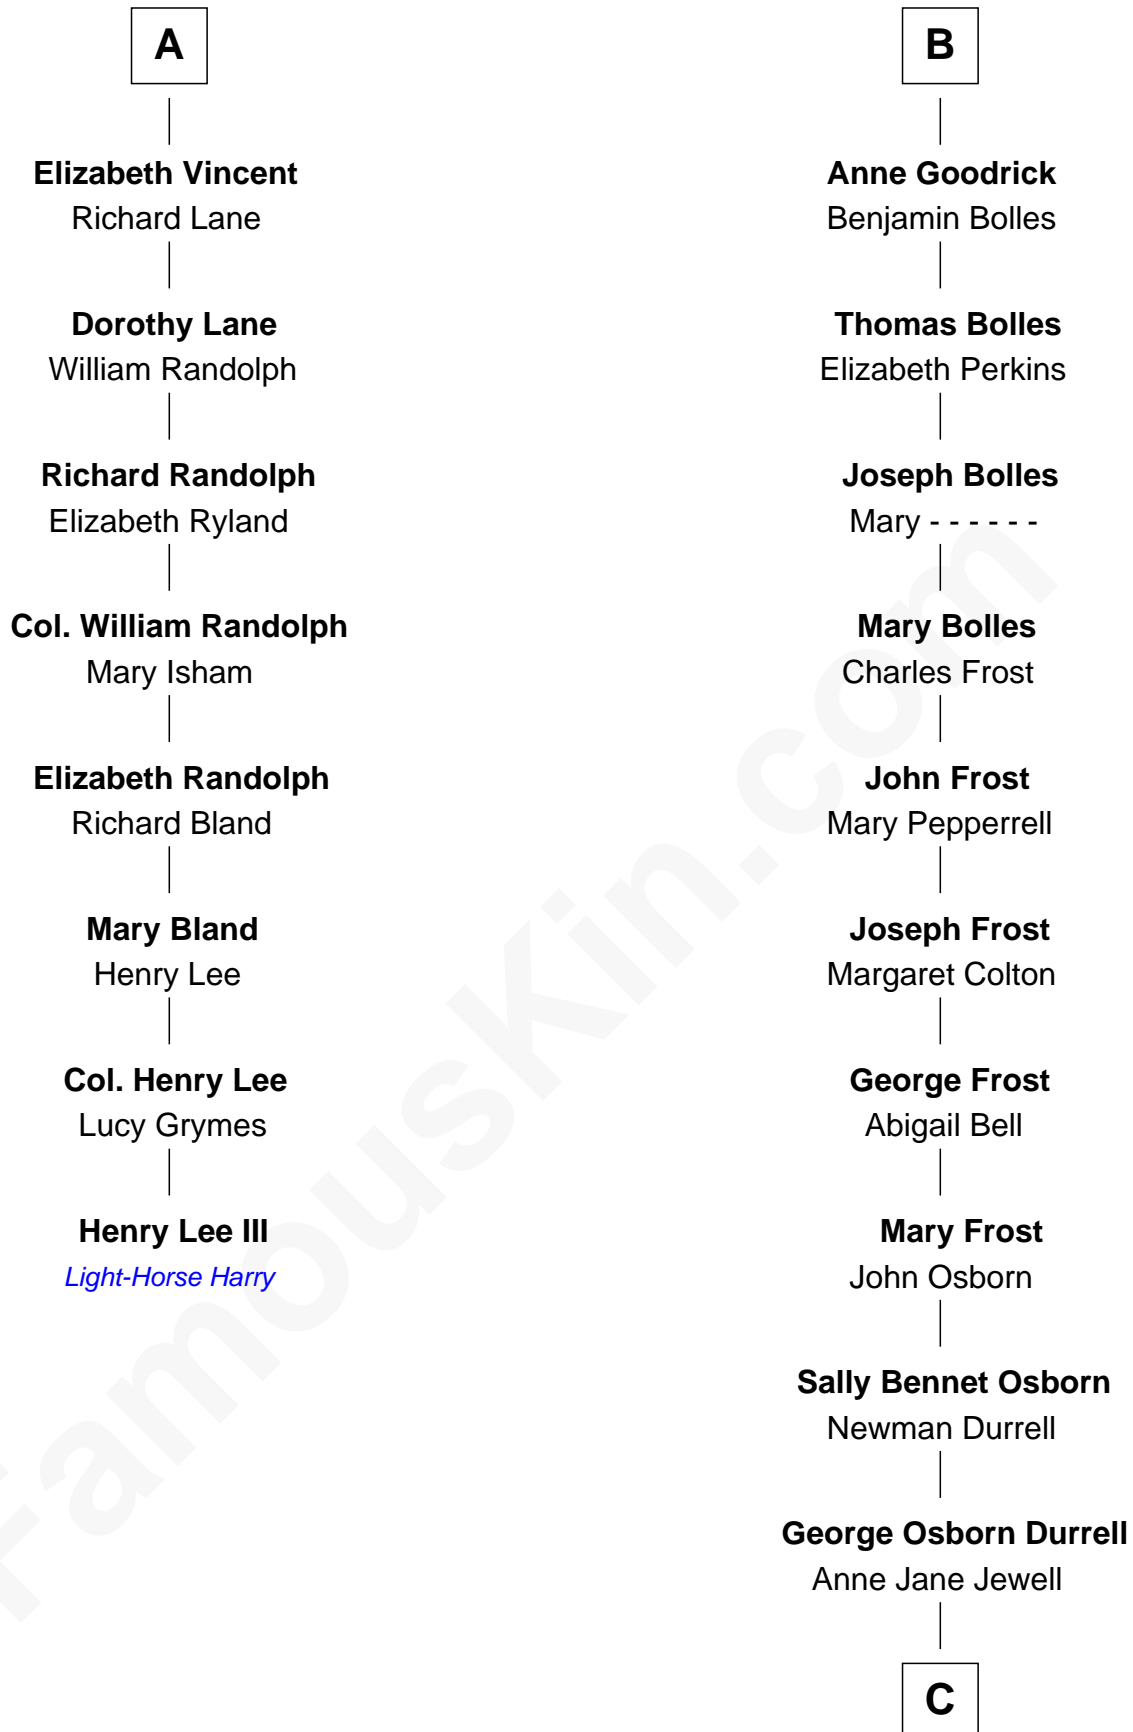 A
Elizabeth Vincent
Richard Lane
Dorothy Lane
William Randolph
Richard Randolph
Elizabeth Ryland
Col. William Randolph
Mary Isham
Elizabeth Randolph
Richard Bland
Mary Bland
Henry Lee
Col. Henry Lee
Lucy Grymes
Henry Lee III
Light-Horse Harry
B
Anne Goodrick
Benjamin Bolles
Thomas Bolles
Elizabeth Perkins
Joseph Bolles
Mary - - - - - -
Mary Bolles
Charles Frost
John Frost
Mary Pepperrell
Joseph Frost
Margaret Colton
George Frost
Abigail Bell
Mary Frost
John Osborn
Sally Bennet Osborn
Newman Durrell
George Osborn Durrell
Anne Jane Jewell
C
FamousKin.com